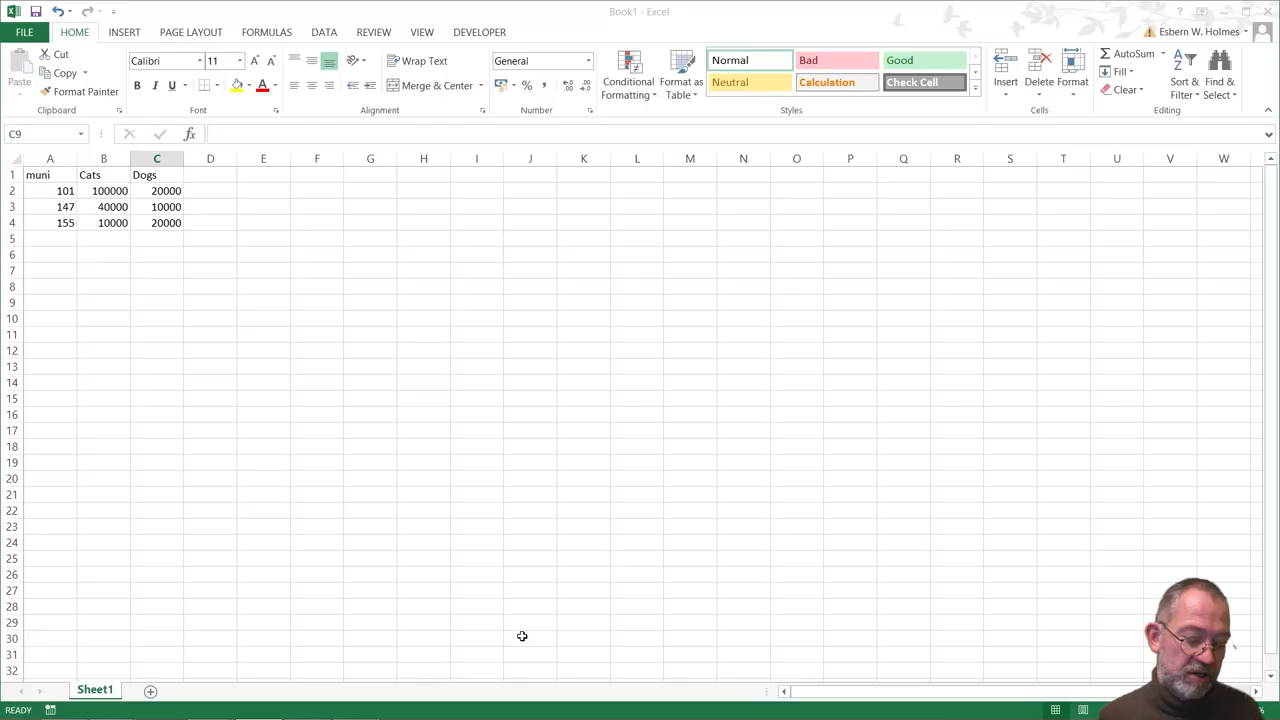 Book1 - Excel
FILE HOME INSERT PAGE LAYOUT FORMULAS DATA REVIEW VIEW DEVELOPER Esbern W. Holmes
Paste Cut Copy Format Painter Clipboard
Calibri 11 B I U A A A Font
Wrap Text Merge & Center Alignment
General % , Number
Conditional Formatting Format as Table
Normal Bad Good
Neutral Calculation Check Cell
Styles
Insert Delete Format Cells
AutoSum Fill Clear Sort & Filter Find & Select Editing
C9 fx
A B C D E F G H I J K L M N O P Q R S T U V W
1 muni Cats Dogs
2 101 100000 20000
3 147 40000 10000
4 155 10000 20000
5
6
7
8
9
10
11
12
13
14
15
16
17
18
19
20
21
22
23
24
25
26
27
28
29
30
31
32
Sheet1
READY